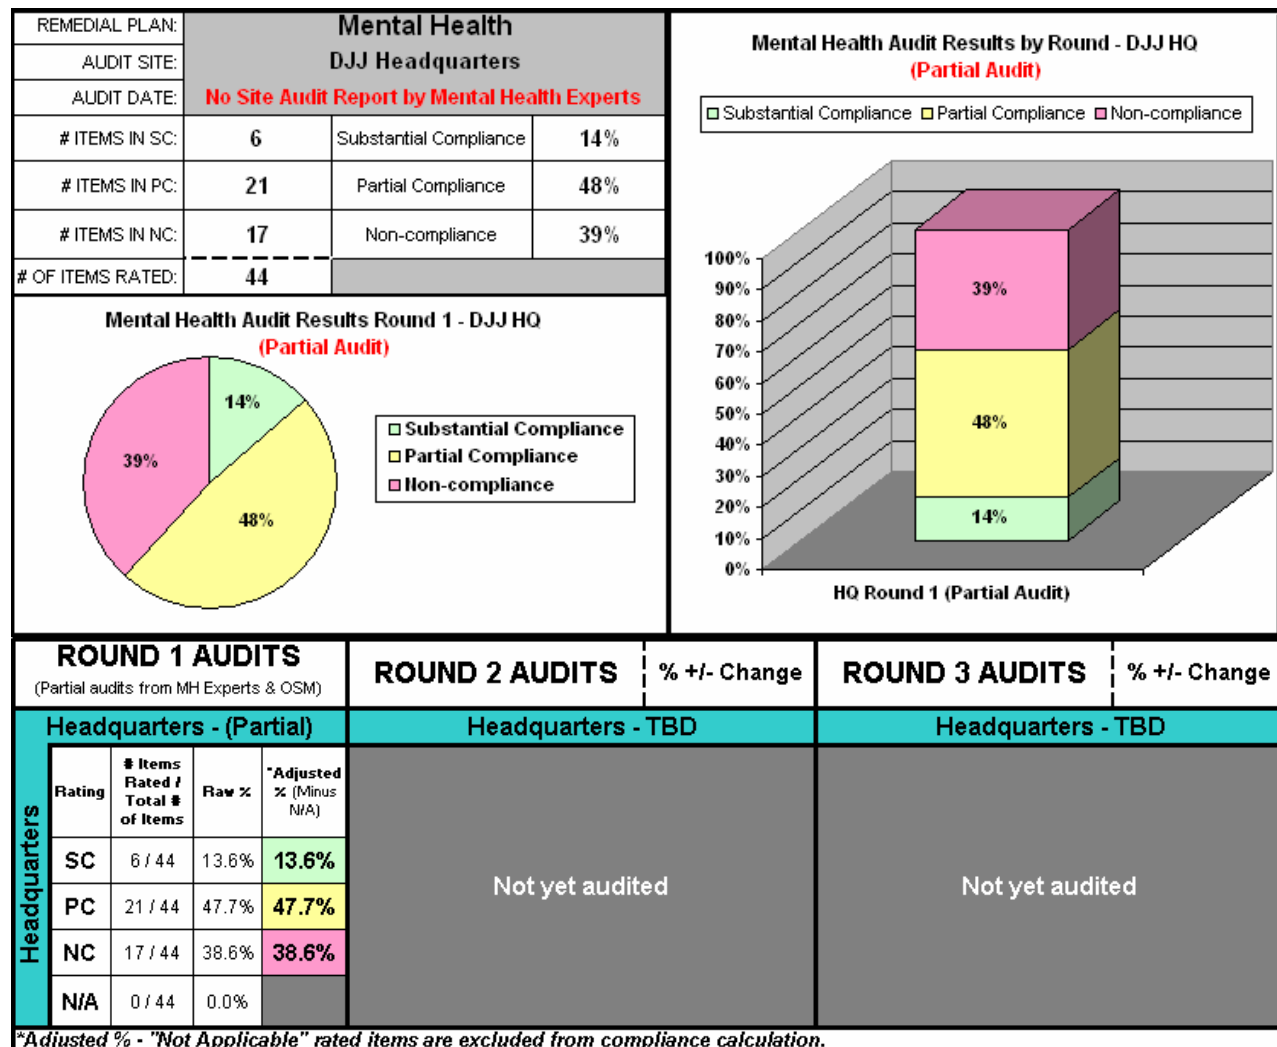 REMEDIAL PLAN: Mental Health
AUDIT SITE: DJJ Headquarters
AUDIT DATE: No Site Audit Report by Mental Health Experts
# ITEMS IN SC: 6 Substantial Compliance 14%
# ITEMS IN PC: 21 Partial Compliance 48%
# ITEMS IN NC: 17 Non-compliance 39%
# OF ITEMS RATED: 44
Mental Health Audit Results Round 1 - DJJ HQ
(Partial Audit)
14%
39%
48%
Substantial Compliance
Partial Compliance
Non-compliance
Mental Health Audit Results by Round - DJJ HQ
(Partial Audit)
Substantial Compliance Partial Compliance Non-compliance
100%
90%
80%
70%
60%
50%
40%
30%
20%
10%
0%
39%
48%
14%
HQ Round 1 (Partial Audit)
ROUND 1 AUDITS
(Partial audits from MH Experts & OSM)
ROUND 2 AUDITS % +/- Change
ROUND 3 AUDITS % +/- Change
Headquarters - (Partial)
Headquarters - TBD
Headquarters - TBD
Headquarters
Rating
# Items
Rated /
Total #
of Items
Raw %
*Adjusted
% (Minus
N/A)
SC 6 / 44 13.6% 13.6%
PC 21 / 44 47.7% 47.7%
NC 17 / 44 38.6% 38.6%
N/A 0 / 44 0.0%
Not yet audited
Not yet audited
*Adjusted % - "Not Applicable" rated items are excluded from compliance calculation.